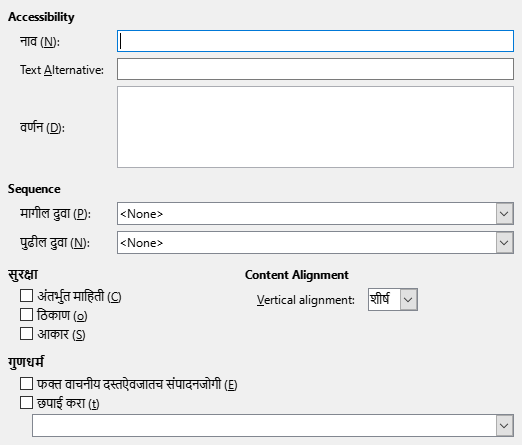 Accessibility
नाव (N):
Text Alternative:
वर्णन (D):
Sequence
मागील दुवा (P): <None>
पुढील दुवा (N): <None>
सुरक्षा
अंतर्भुत माहिती (C)
ठिकाण (o)
आकार (S)
Content Alignment
Vertical alignment: शीर्ष
गुणधर्म
फक्त वाचनीय दस्तऐवजातच संपादनजोगी (E)
छपाई करा (t)